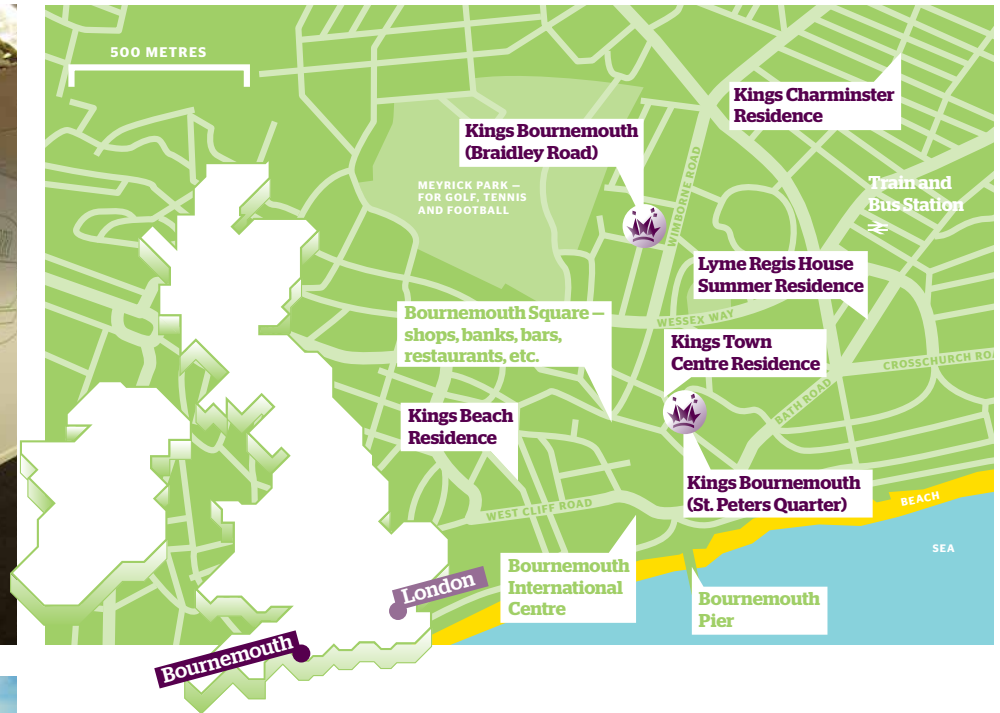 500 METRES
Kings Charminster
Residence
Kings Bournemouth
(Braidley Road)
MEYRICK PARK –
FOR GOLF, TENNIS
AND FOOTBALL
WIMBORNE ROAD
Train and
Bus Station
Lyme Regis House
Summer Residence
Bournemouth Square –
shops, banks, bars,
restaurants, etc.
WESSEX WAY
Kings Town
Centre Residence
CROSSCHURCH ROA
BATH ROAD
Kings Beach
Residence
Kings Bournemouth
(St. Peters Quarter)
WEST CLIFF ROAD
BEACH
SEA
Bournemouth
International
Centre
London
Bournemouth
Pier
Bournemouth